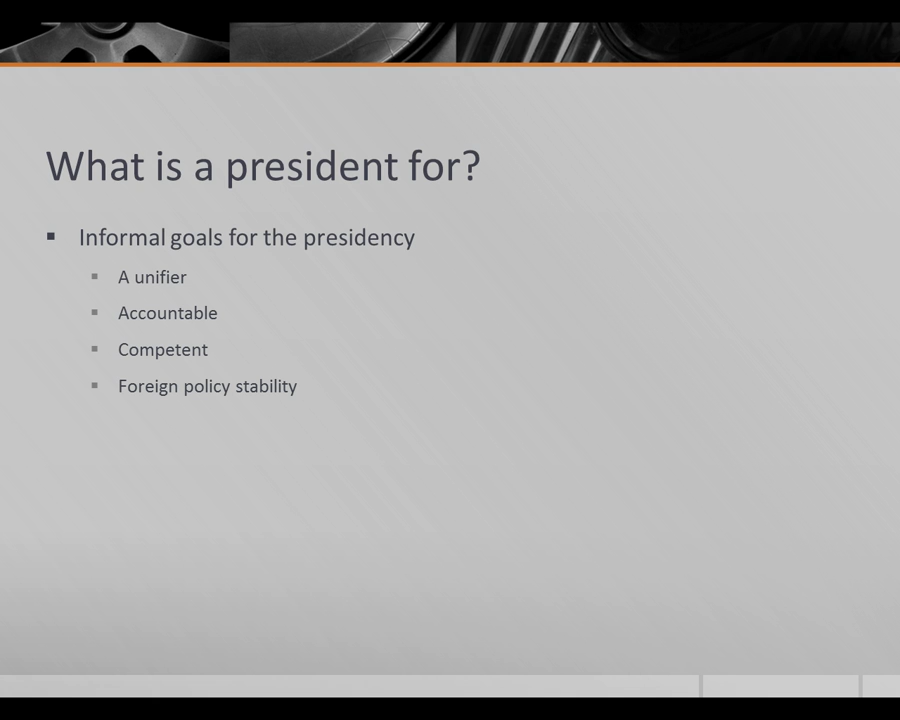 What is a president for?
▪ Informal goals for the presidency
▪ A unifier
▪ Accountable
▪ Competent
▪ Foreign policy stability